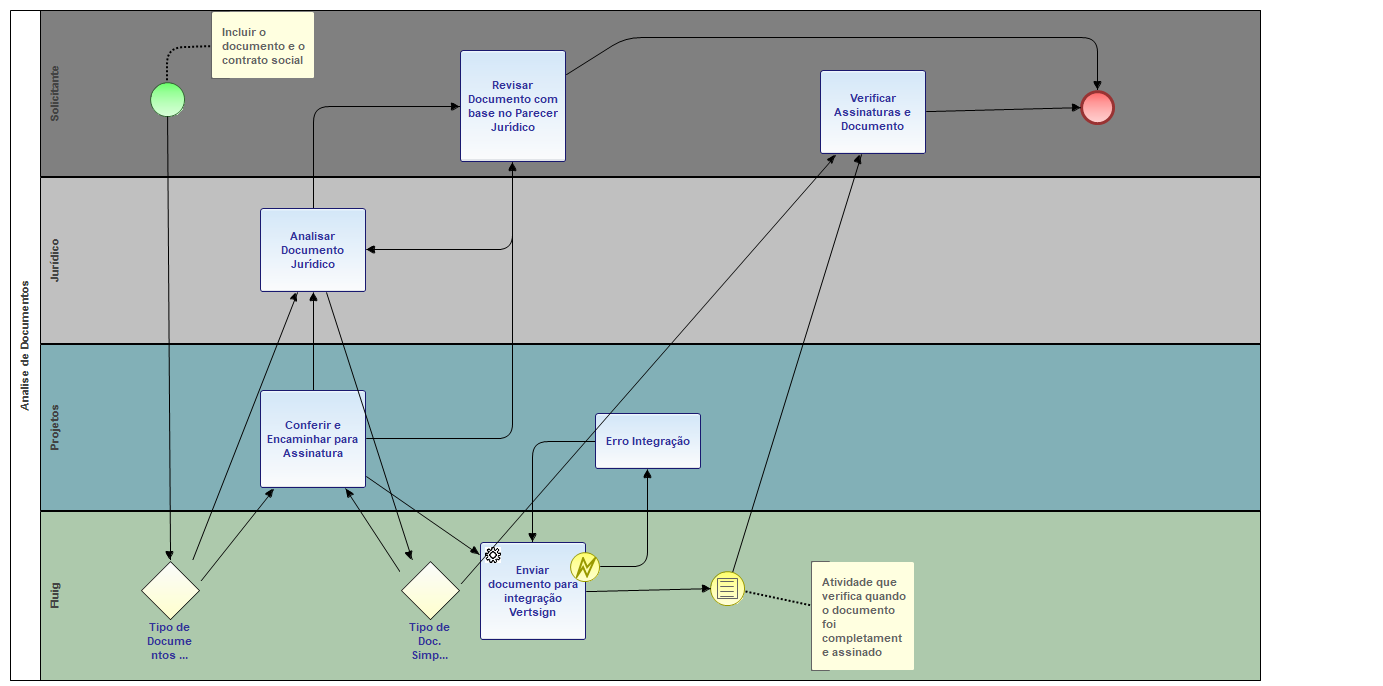 Analise de Documentos
Solicitante
Incluir o
documento e o
contrato social
Revisar
Documento com
base no Parecer
Jurídico
Verificar
Assinaturas e
Documento
Jurídico
Analisar
Documento
Jurídico
Projetos
Conferir e
Encaminhar para
Assinatura
Erro Integração
Fluig
Tipo de
Docume
ntos ...
Tipo de
Doc.
Simp...
Enviar
documento para
integração
Vertsign
Atividade que
verifica quando
o documento
foi
completament
e assinado